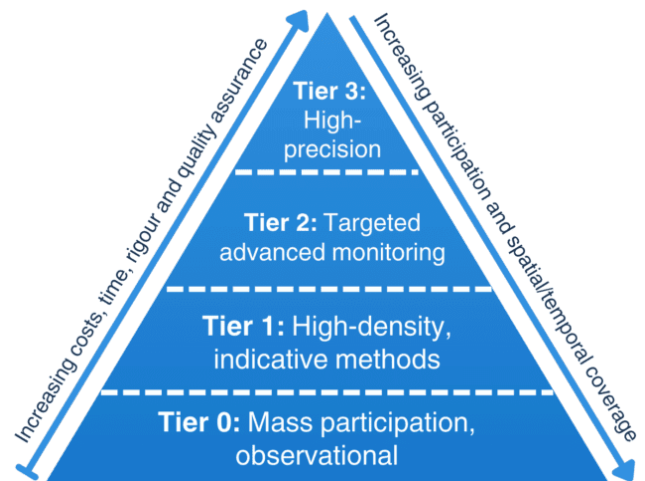 Increasing costs, time, rigour and quality assurance
Increasing participation and spatial/temporal coverage
Tier 3:
High-
precision
Tier 2: Targeted
advanced monitoring
Tier 1: High-density,
indicative methods
Tier 0: Mass participation,
observational